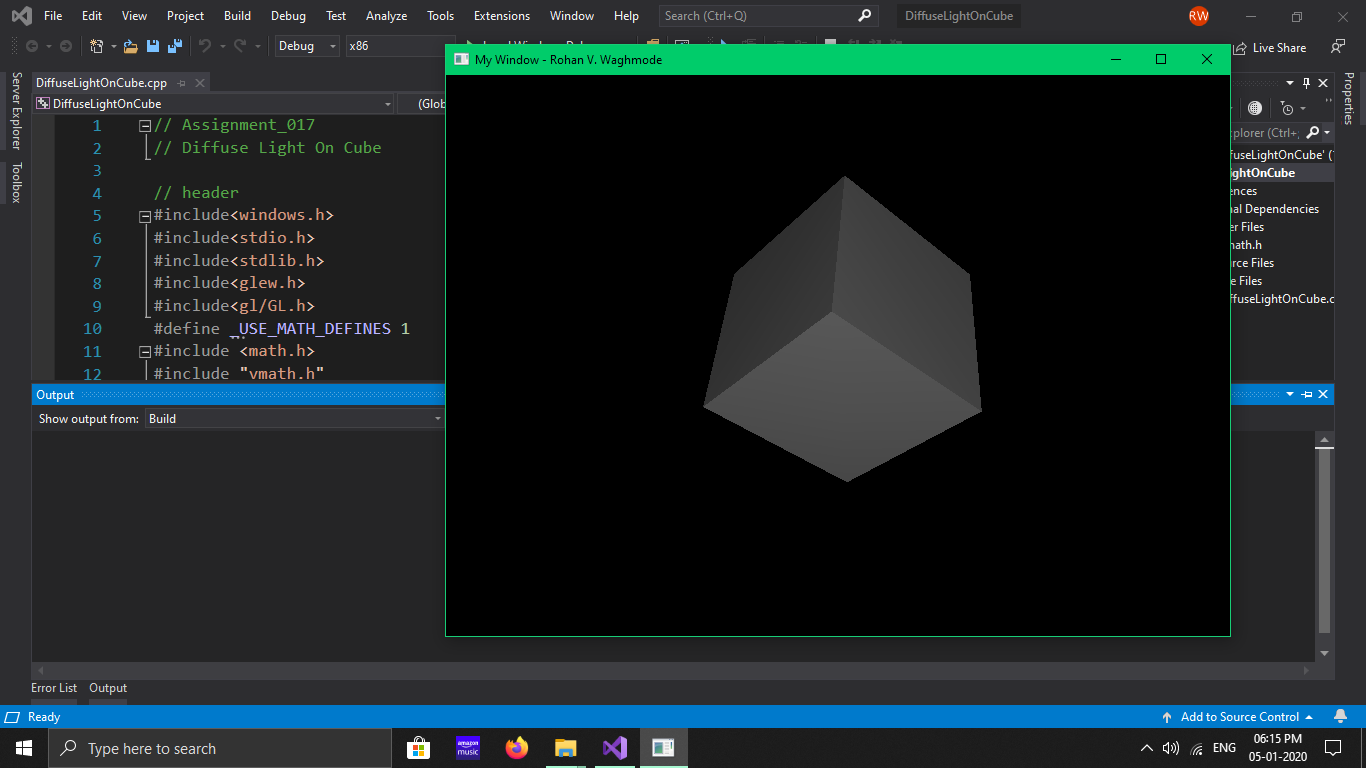 File Edit View Project Build Debug Test Analyze Tools Extensions Window Help Search (Ctrl+Q) DiffuseLightOnCube RW
Debug x86
Live Share
My Window - Rohan V. Waghmode
DiffuseLightOnCube.cpp
DiffuseLightOnCube (Glob
Server Explorer
Toolbox
Properties
1 // Assignment_017
2 // Diffuse Light On Cube
3
4 // header
5 #include<windows.h>
6 #include<stdio.h>
7 #include<stdlib.h>
8 #include<glew.h>
9 #include<gl/GL.h>
10 #define _USE_MATH_DEFINES 1
11 #include <math.h>
12 #include "vmath.h"
xplorer (Ctrl+;
fuseLightOnCube' (
ightOnCube
ences
nal Dependencies
er Files
math.h
rce Files
e Files
ffuseLightOnCube.c
Output
Show output from: Build
Error List Output
Ready Add to Source Control
Type here to search
amazon music
ENG
06:15 PM
05-01-2020